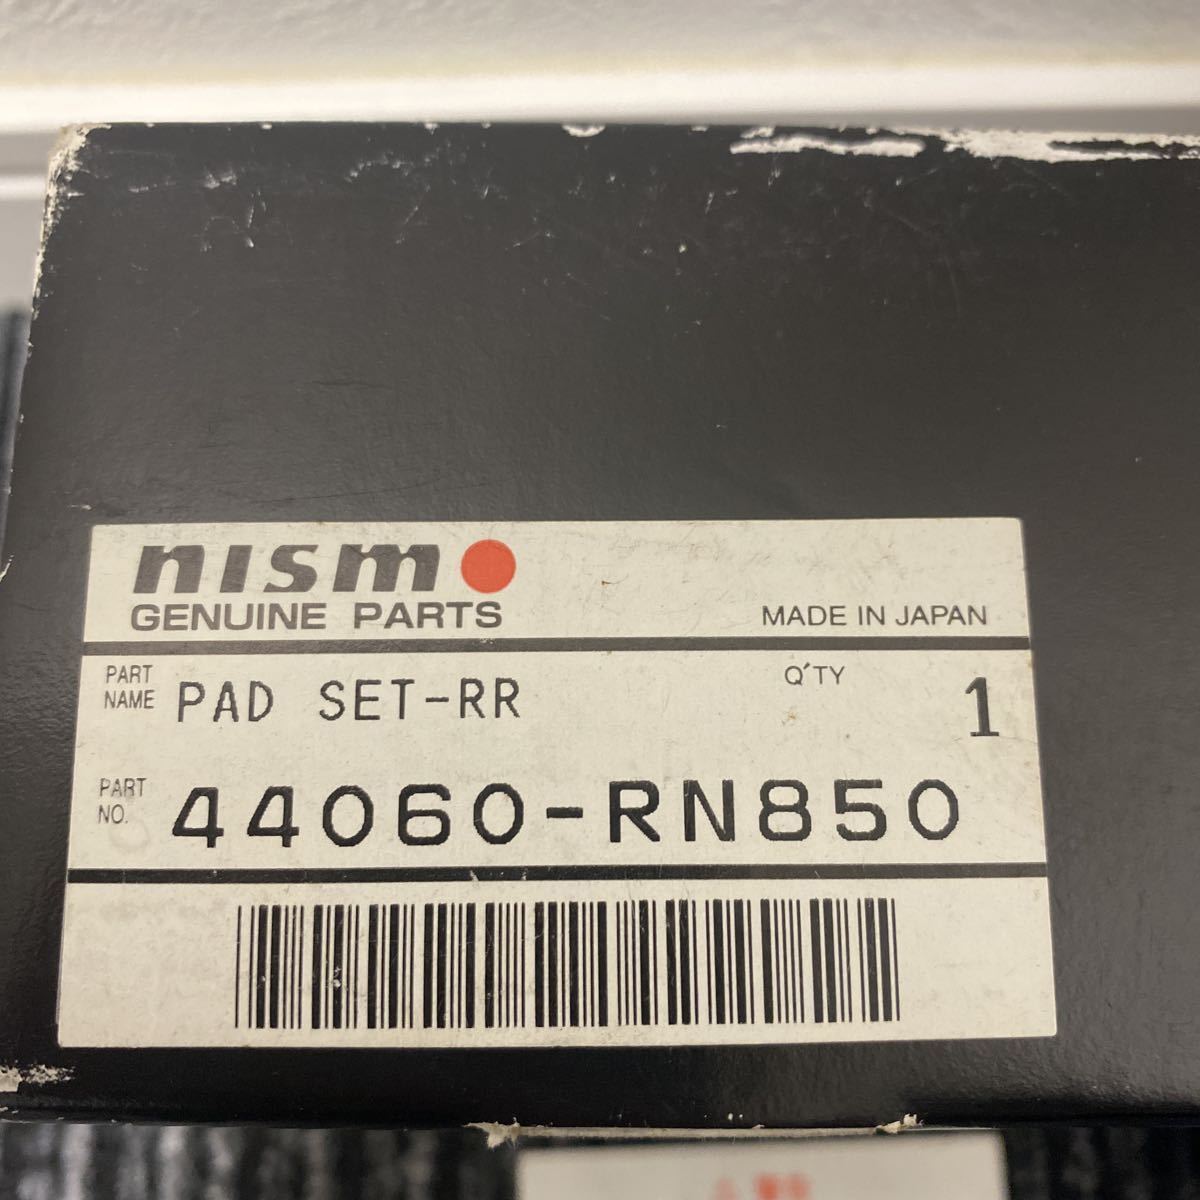 nismo
GENUINE PARTS
MADE IN JAPAN
PART NAME PAD SET-RR
Q'TY 1
PART NO. 44060-RN850